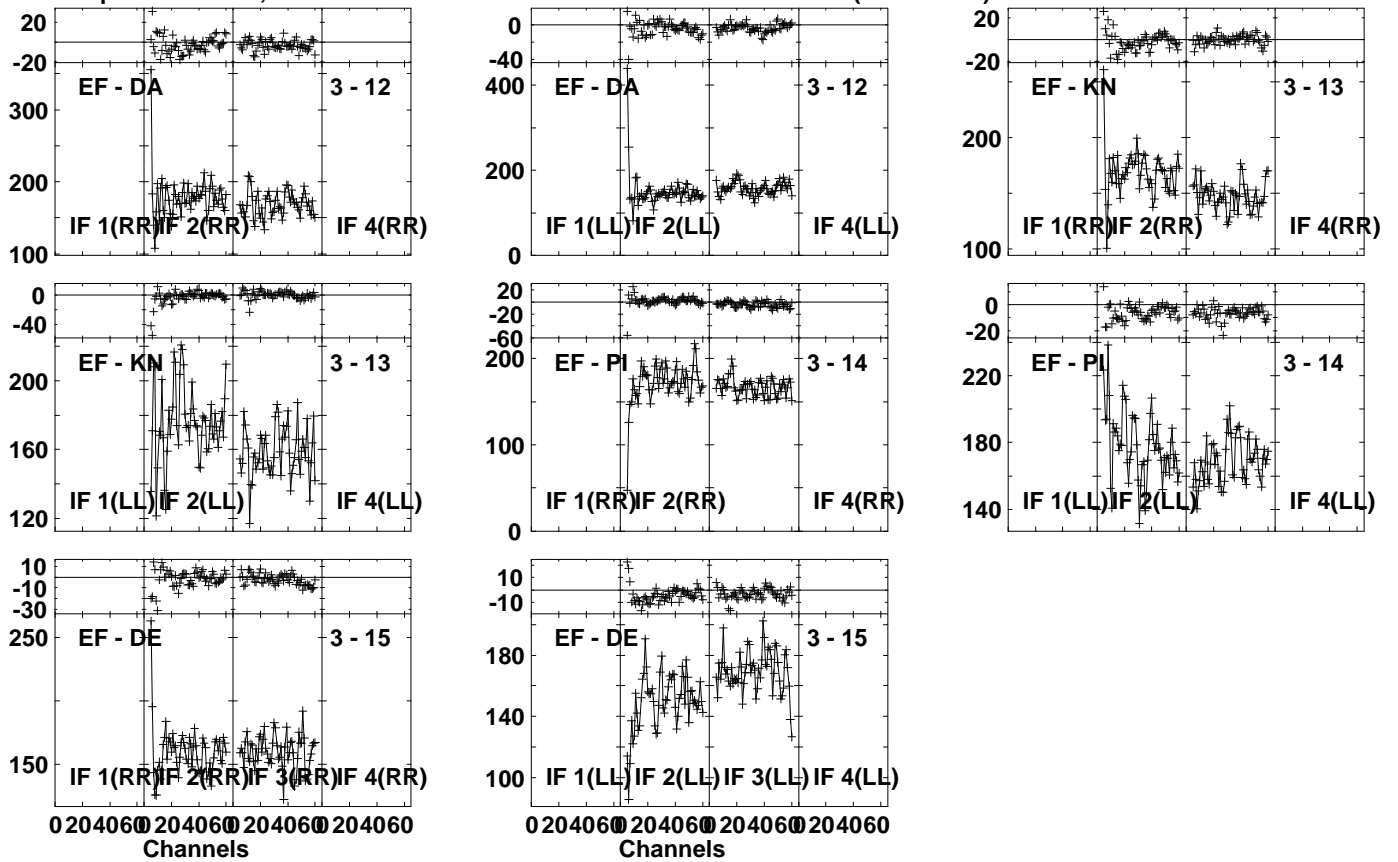 20
0
-20
EF - DA
3 - 12
300
200
100
IF 1(RR)
IF 2(RR)
IF 4(RR)
0
-40
400
EF - DA
3 - 12
200
0
IF 1(LL)
IF 2(LL)
IF 4(LL)
20
0
-20
EF - KN
3 - 13
200
100
IF 1(RR)
IF 2(RR)
IF 4(RR)
0
-40
EF - KN
3 - 13
200
160
120
IF 1(LL)
IF 2(LL)
IF 4(LL)
20
-20
-60
200
EF - PI
3 - 14
100
0
IF 1(RR)
IF 2(RR)
IF 4(RR)
0
-20
EF - PI
3 - 14
220
180
140
IF 1(LL)
IF 2(LL)
IF 4(LL)
10
-10
-30
250
EF - DE
3 - 15
150
IF 1(RR)
IF 2(RR)
IF 3(RR)
IF 4(RR)
10
-10
EF - DE
3 - 15
180
140
100
IF 1(LL)
IF 2(LL)
IF 3(LL)
IF 4(LL)
0 20 40 60 0 20 40 60 0 20 40 60 0 20 40 60
Channels
0 20 40 60 0 20 40 60 0 20 40 60 0 20 40 60
Channels